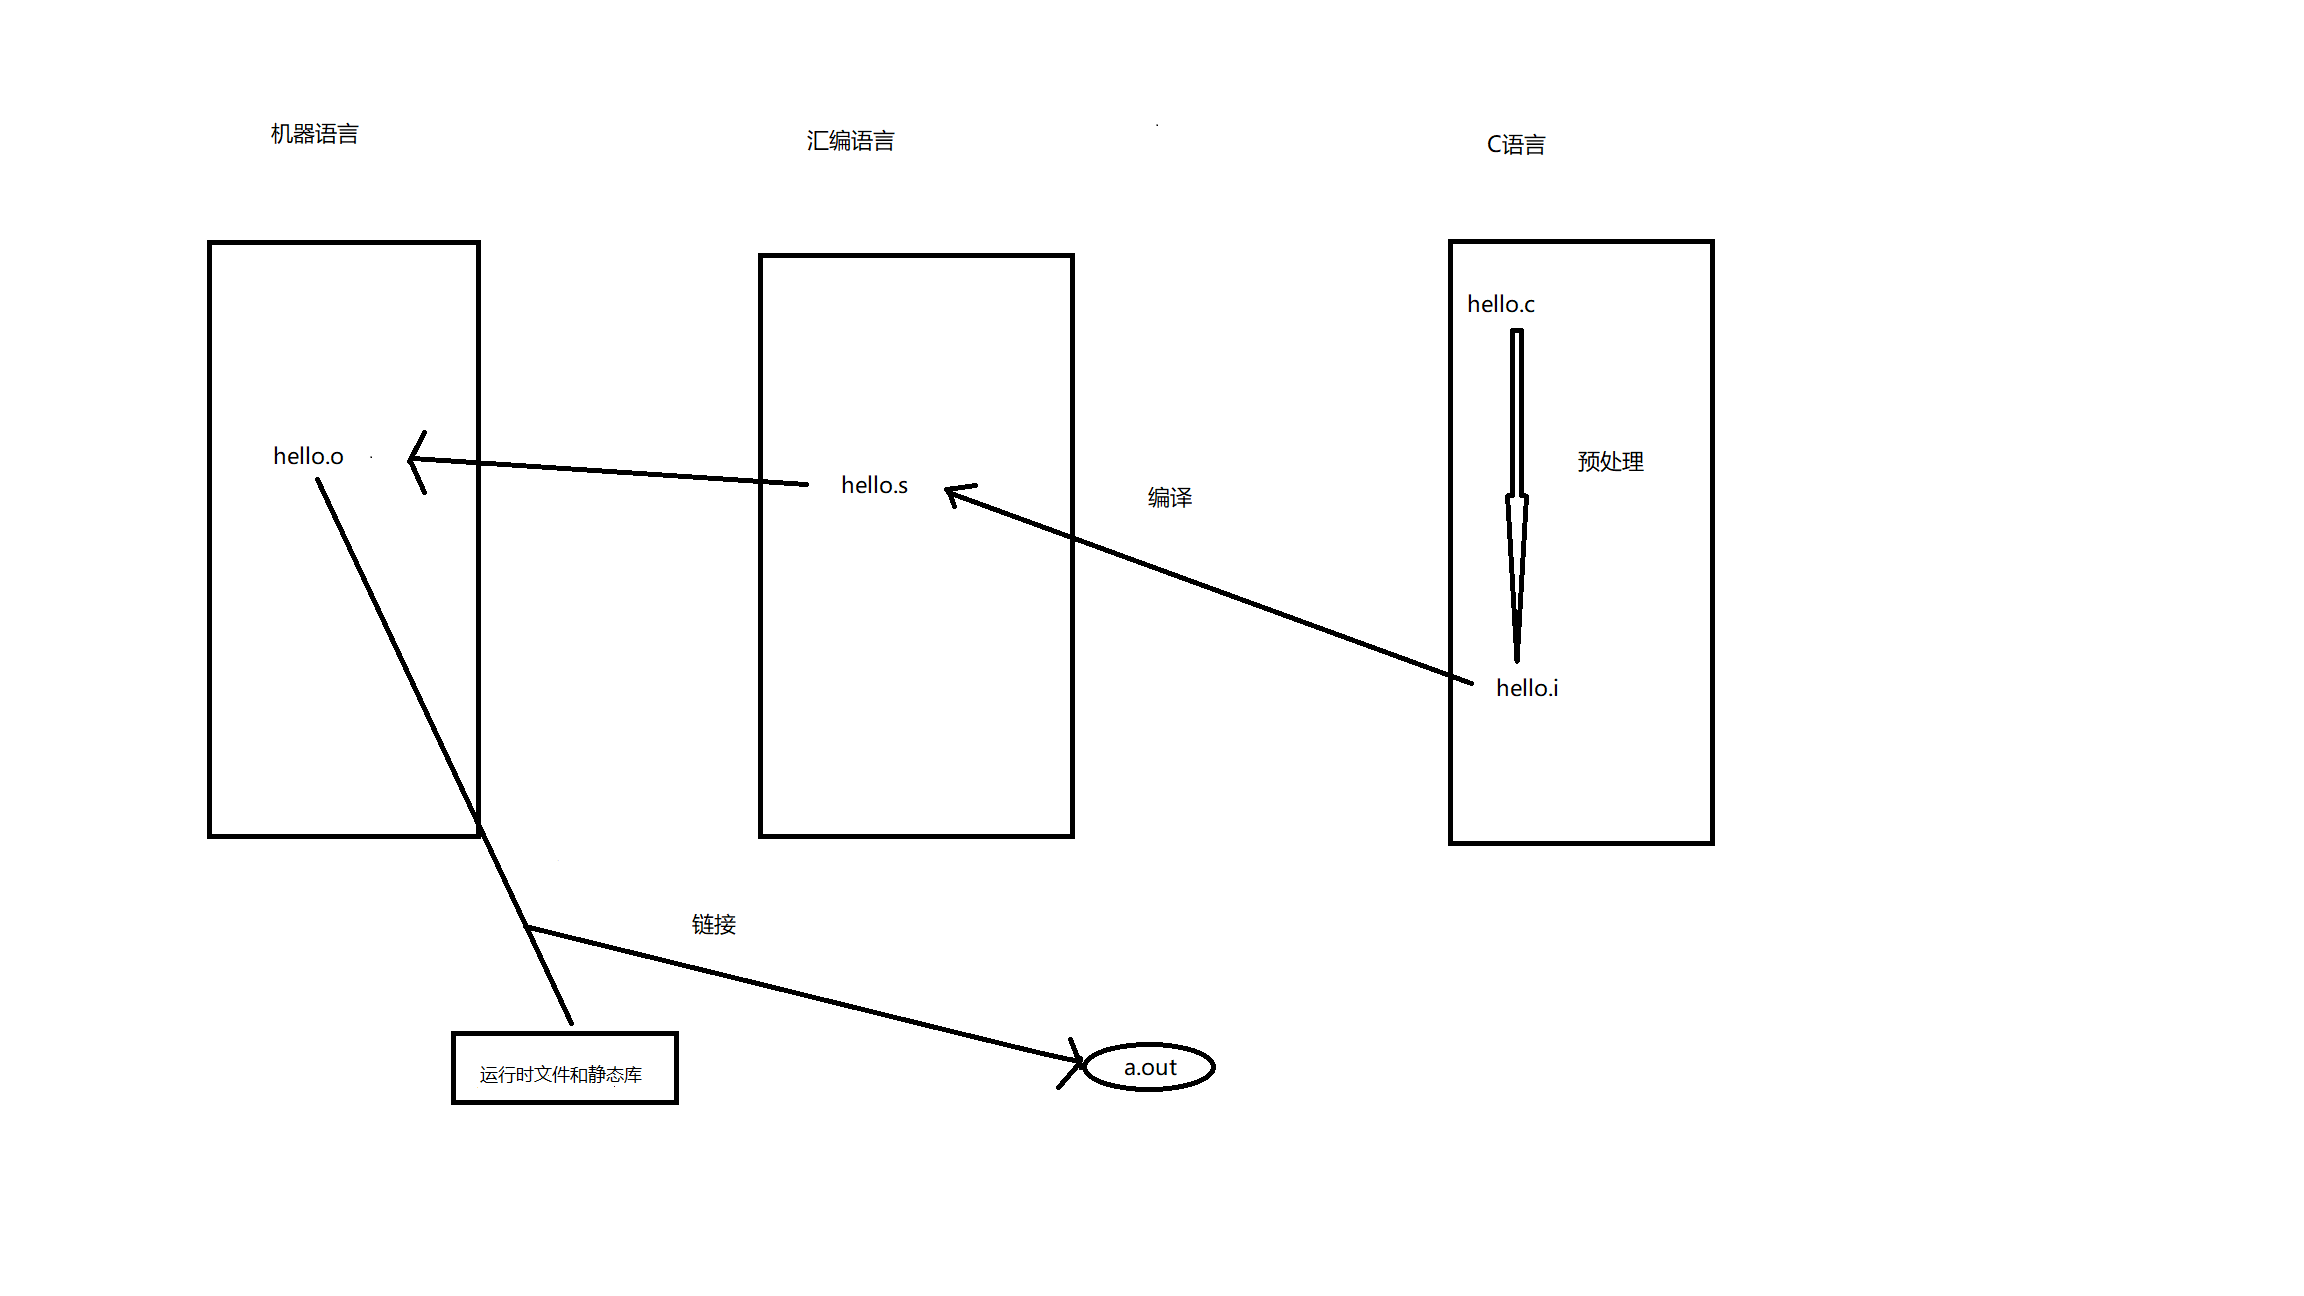 机器语言
汇编语言
C语言
hello.c
hello.o
hello.s
编译
预处理
hello.i
链接
运行时文件和静态库
a.out